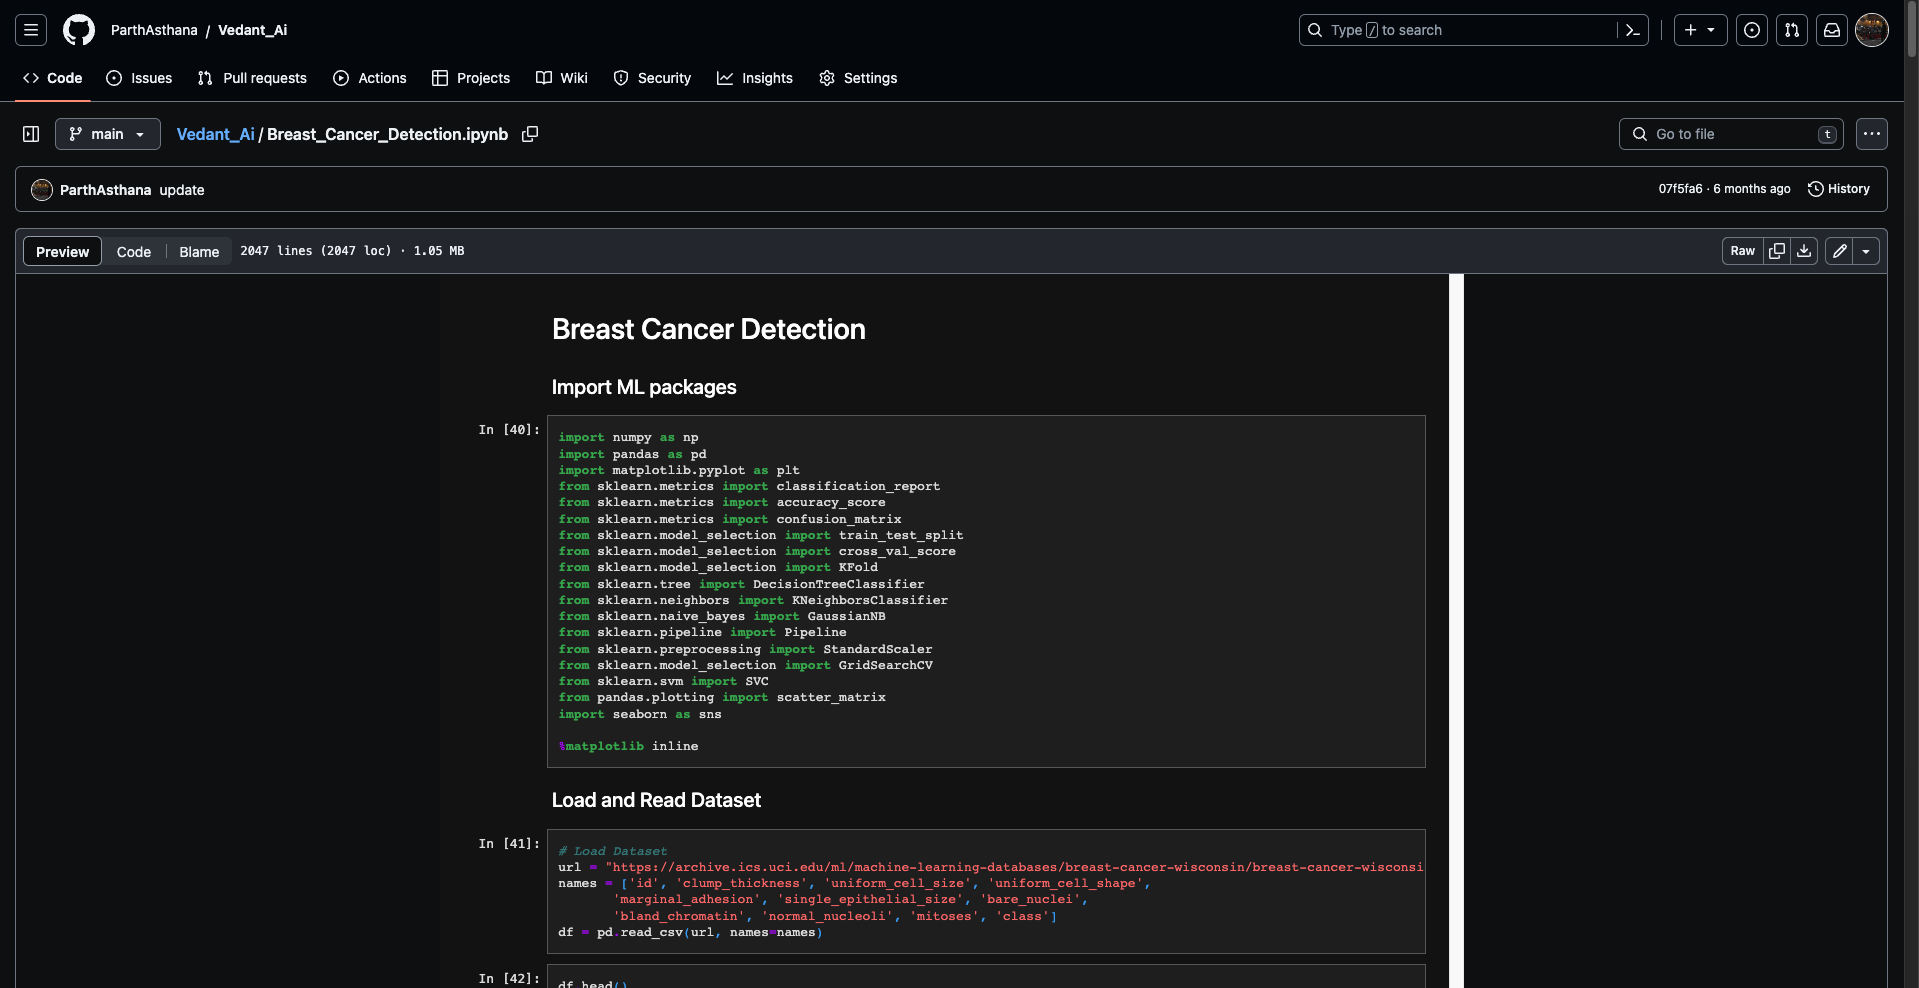 ParthAsthana / Vedant_Ai
Type / to search
Code
Issues
Pull requests
Actions
Projects
Wiki
Security
Insights
Settings
main
Vedant_Ai / Breast_Cancer_Detection.ipynb
Go to file
t
ParthAsthana update
07f5fa6 · 6 months ago
History
Preview
Code
Blame
2047 lines (2047 loc) · 1.05 MB
Raw
Breast Cancer Detection
Import ML packages
In [40]:
import numpy as np
import pandas as pd
import matplotlib.pyplot as plt
from sklearn.metrics import classification_report
from sklearn.metrics import accuracy_score
from sklearn.metrics import confusion_matrix
from sklearn.model_selection import train_test_split
from sklearn.model_selection import cross_val_score
from sklearn.model_selection import KFold
from sklearn.tree import DecisionTreeClassifier
from sklearn.neighbors import KNeighborsClassifier
from sklearn.naive_bayes import GaussianNB
from sklearn.pipeline import Pipeline
from sklearn.preprocessing import StandardScaler
from sklearn.model_selection import GridSearchCV
from sklearn.svm import SVC
from pandas.plotting import scatter_matrix
import seaborn as sns
%matplotlib inline
Load and Read Dataset
In [41]:
# Load Dataset
url = "https://archive.ics.uci.edu/ml/machine-learning-databases/breast-cancer-wisconsin/breast-cancer-wisconsi
names = ['id', 'clump_thickness', 'uniform_cell_size', 'uniform_cell_shape',
'marginal_adhesion', 'single_epithelial_size', 'bare_nuclei',
'bland_chromatin', 'normal_nucleoli', 'mitoses', 'class']
df = pd.read_csv(url, names=names)
In [42]:
df.head()